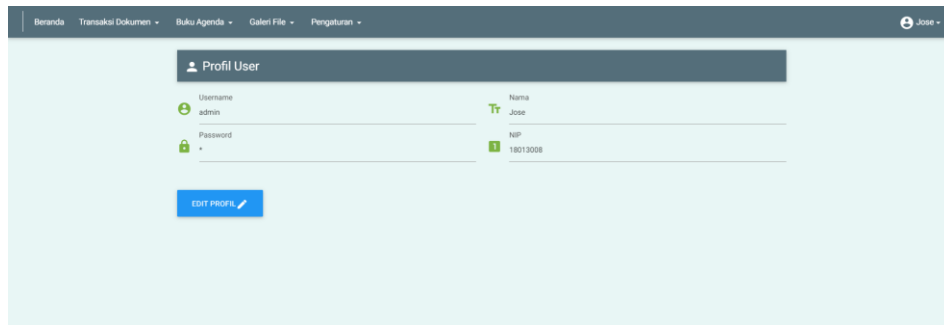 Beranda Transaksi Dokumen Buku Agenda Galeri File Pengaturan Jose
Profil User
Username Nama
admin Jose
Password NIP
* 18013008
EDIT PROFIL